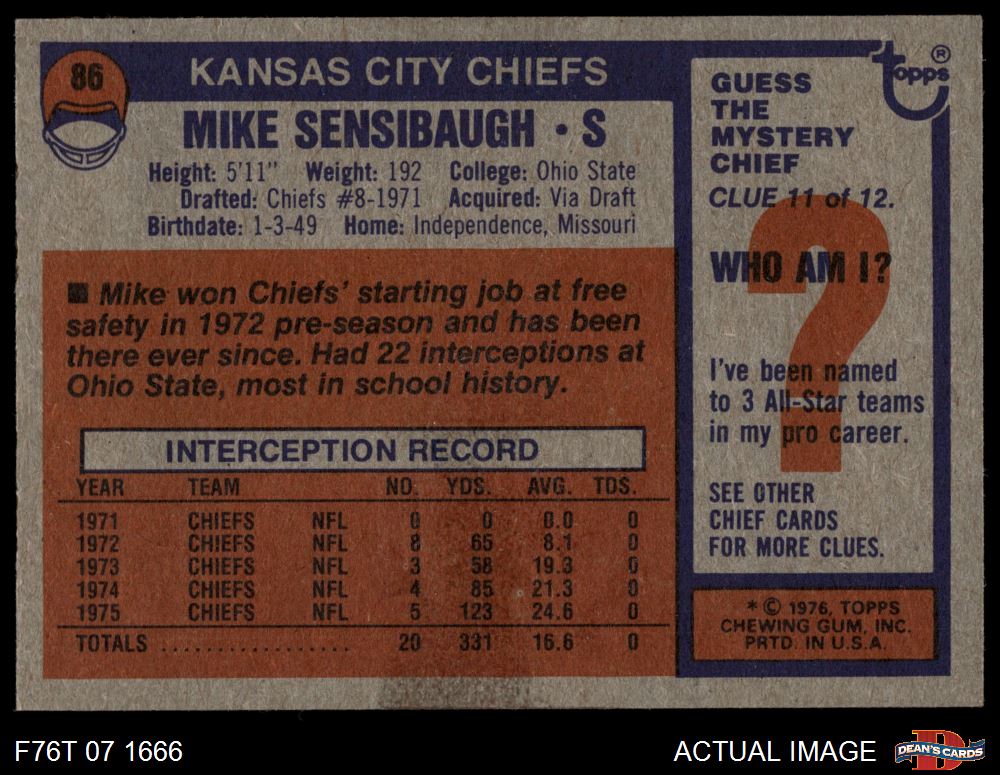 86
KANSAS CITY CHIEFS
MIKE SENSIBAUGH • S
Height: 5'11" Weight: 192 College: Ohio State
Drafted: Chiefs #8-1971 Acquired: Via Draft
Birthdate: 1-3-49 Home: Independence, Missouri
■ Mike won Chiefs' starting job at free
safety in 1972 pre-season and has been
there ever since. Had 22 interceptions at
Ohio State, most in school history.
INTERCEPTION RECORD
YEAR TEAM NO. YDS. AVG. TDS.
1971 CHIEFS NFL 0 0 0.0 0
1972 CHIEFS NFL 8 65 8.1 0
1973 CHIEFS NFL 3 58 19.3 0
1974 CHIEFS NFL 4 85 21.3 0
1975 CHIEFS NFL 5 123 24.6 0
TOTALS .................. 20 331 16.6 0
topps ®
GUESS
THE
MYSTERY
CHIEF
CLUE 11 of 12.
?
WHO AM I?
I've been named
to 3 All-Star teams
in my pro career.
SEE OTHER
CHIEF CARDS
FOR MORE CLUES.
* © 1976, TOPPS
CHEWING GUM, INC.
PRTD. IN U.S.A.
F76T 07 1666
ACTUAL IMAGE
D
DEAN'S CARDS